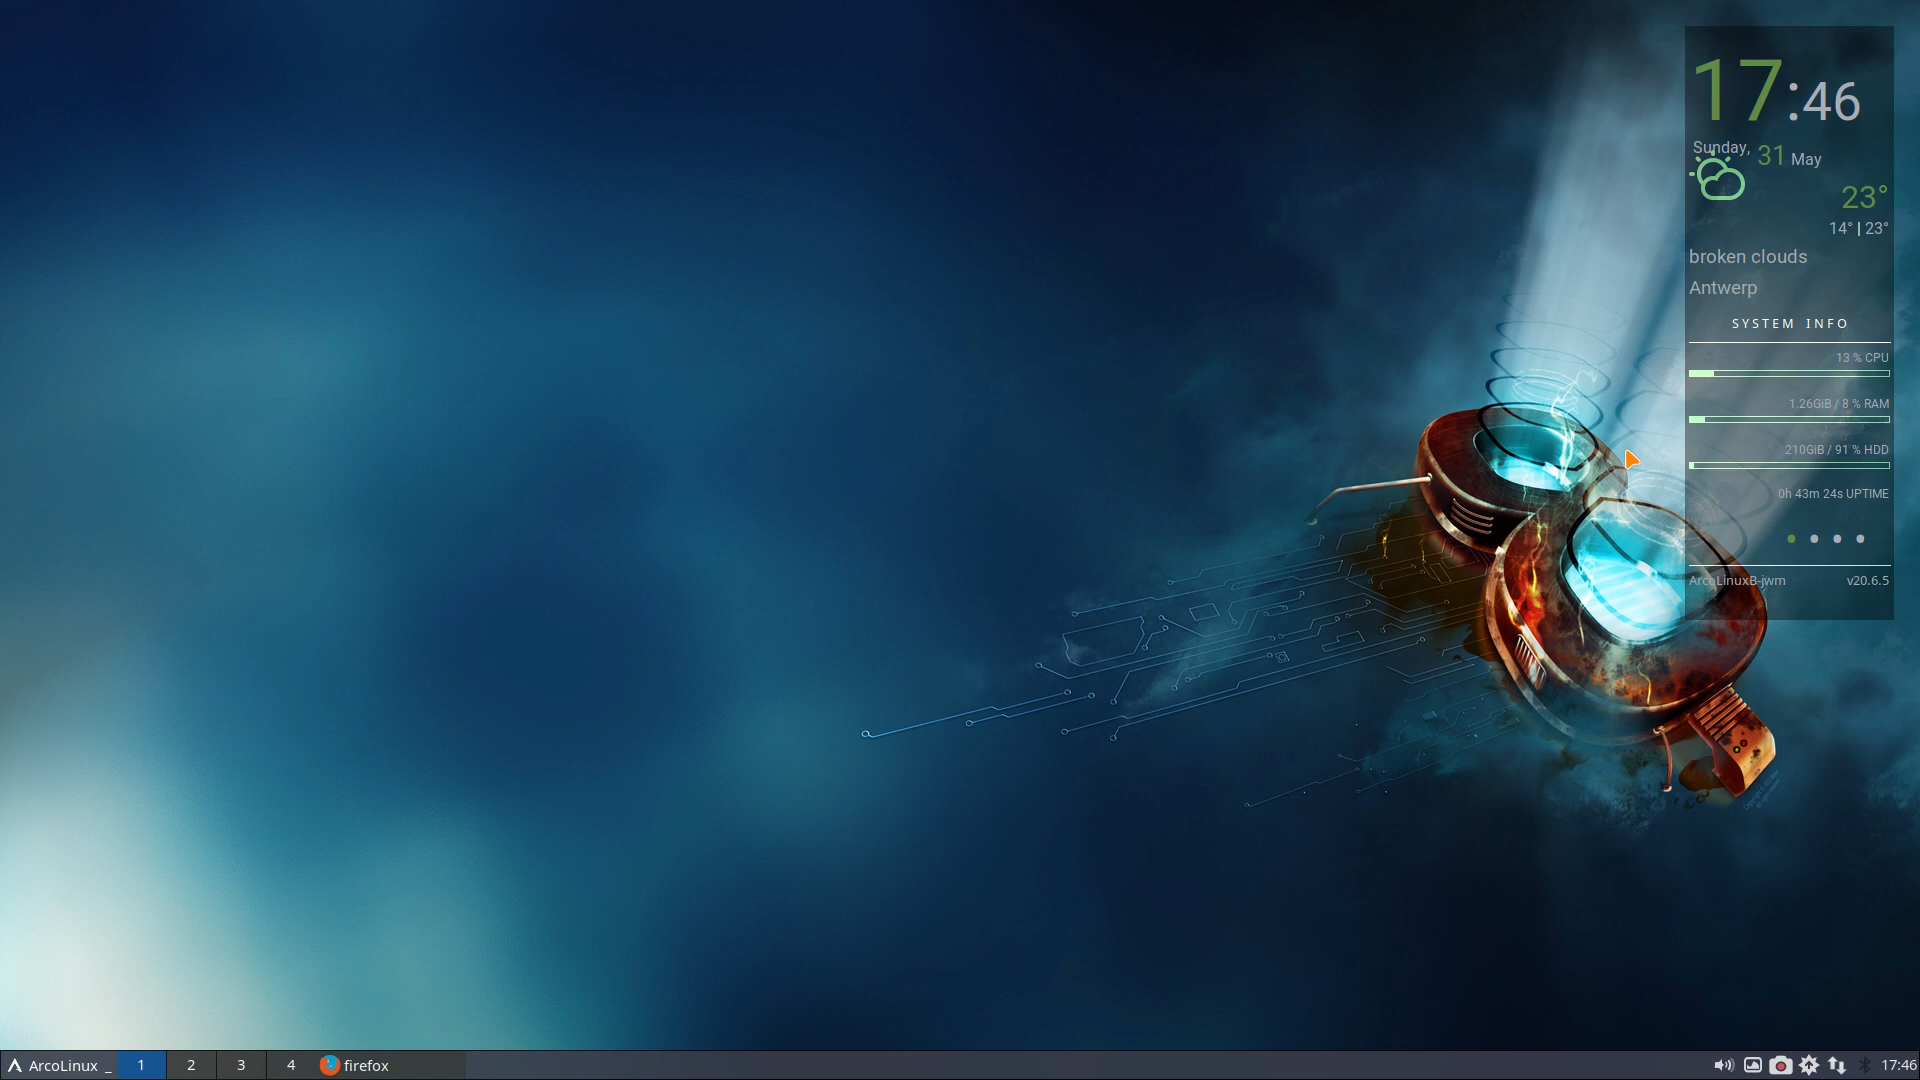 17:46
Sunday, 31 May
23°
14° | 23°
broken clouds
Antwerp
SYSTEM INFO
13 % CPU
1.26GiB / 8 % RAM
210GiB / 91 % HDD
0h 43m 24s UPTIME
ArcoLinuxB-jwm v20.6.5
ArcoLinux _ 1 2 3 4 firefox 17:46